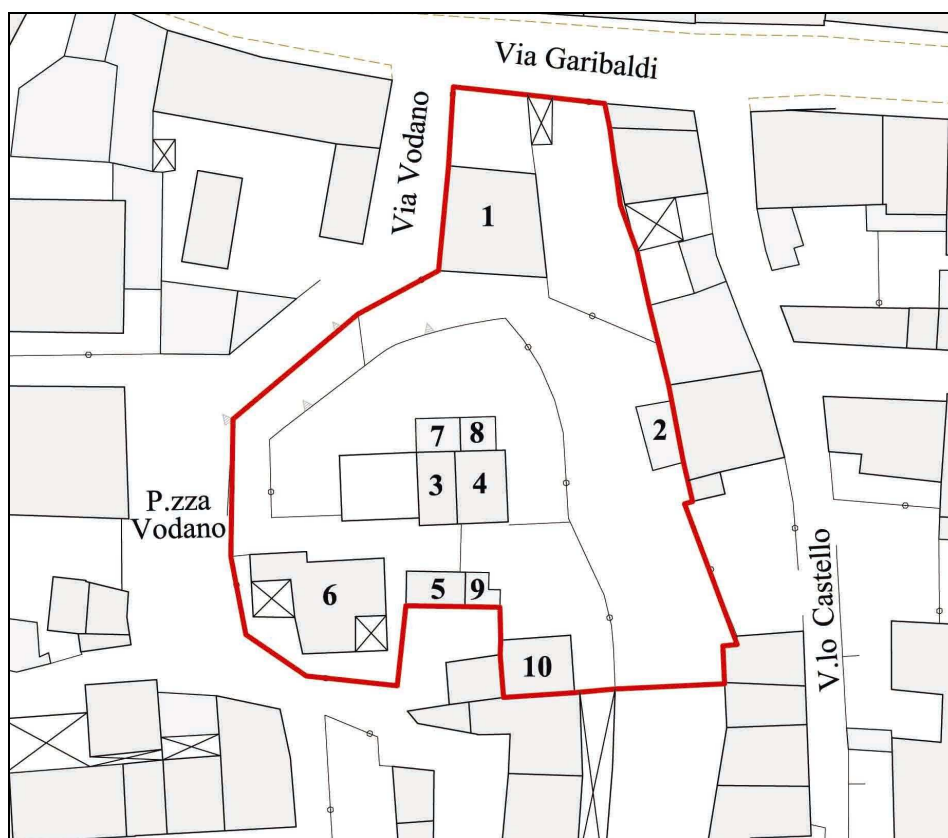 Via Garibaldi
Via Vodano
1
2
7 8
3 4
P.zza
Vodano
5 9
6
10
V.lo Castello